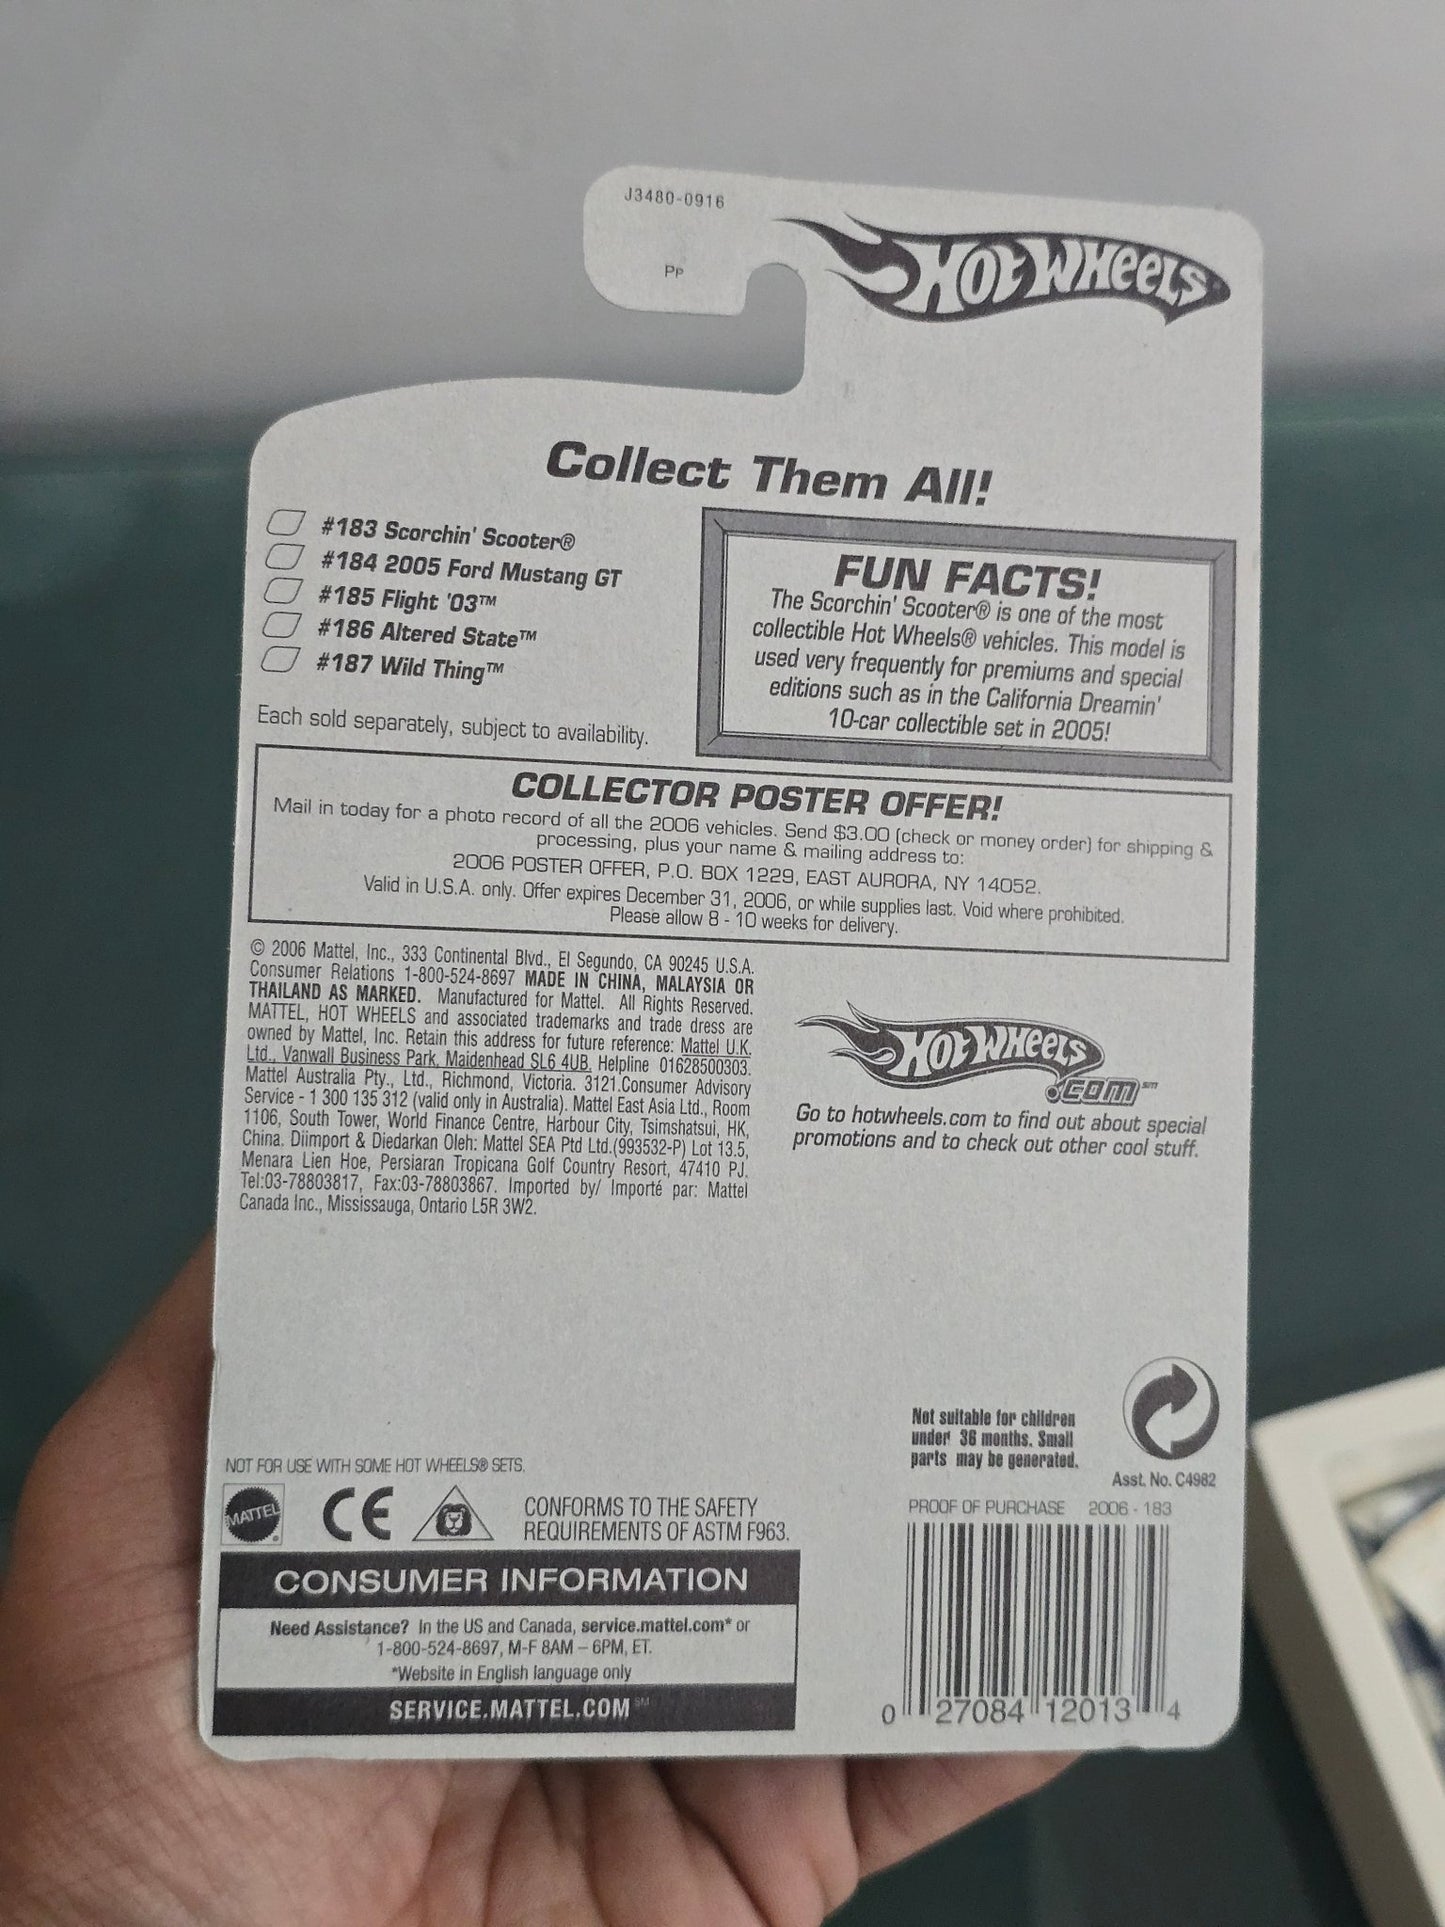 J3480-0916
PP
HOT WHEELS
Collect Them All!
#183 Scorchin' Scooter®
#184 2005 Ford Mustang GT
#185 Flight '03™
#186 Altered State™
#187 Wild Thing™
Each sold separately, subject to availability.
FUN FACTS!
The Scorchin' Scooter® is one of the most
collectible Hot Wheels® vehicles. This model is
used very frequently for premiums and special
editions such as in the California Dreamin'
10-car collectible set in 2005!
COLLECTOR POSTER OFFER!
Mail in today for a photo record of all the 2006 vehicles. Send $3.00 (check or money order) for shipping &
processing, plus your name & mailing address to:
2006 POSTER OFFER, P.O. BOX 1229, EAST AURORA, NY 14052.
Valid in U.S.A. only. Offer expires December 31, 2006, or while supplies last. Void where prohibited.
Please allow 8 - 10 weeks for delivery.
© 2006 Mattel, Inc., 333 Continental Blvd., El Segundo, CA 90245 U.S.A.
Consumer Relations 1-800-524-8697 MADE IN CHINA, MALAYSIA OR
THAILAND AS MARKED. Manufactured for Mattel. All Rights Reserved.
MATTEL, HOT WHEELS and associated trademarks and trade dress are
owned by Mattel, Inc. Retain this address for future reference: Mattel U.K.
Ltd., Vanwall Business Park, Maidenhead SL6 4UB. Helpline 01628500303.
Mattel Australia Pty., Ltd., Richmond, Victoria. 3121.Consumer Advisory
Service - 1 300 135 312 (valid only in Australia). Mattel East Asia Ltd., Room
1106, South Tower, World Finance Centre, Harbour City, Tsimshatsui, HK,
China. Diimport & Diedarkan Oleh: Mattel SEA Ptd Ltd.(993532-P) Lot 13.5,
Menara Lien Hoe, Persiaran Tropicana Golf Country Resort, 47410 PJ.
Tel:03-78803817, Fax:03-78803867. Imported by/ Importé par: Mattel
Canada Inc., Mississauga, Ontario L5R 3W2.
HOT WHEELS
.COM℠
Go to hotwheels.com to find out about special
promotions and to check out other cool stuff.
Not suitable for children
under 36 months. Small
parts may be generated.
Asst. No. C4982
NOT FOR USE WITH SOME HOT WHEELS® SETS.
MATTEL®
CE
CONFORMS TO THE SAFETY
REQUIREMENTS OF ASTM F963.
PROOF OF PURCHASE 2006 - 183
CONSUMER INFORMATION
Need Assistance? In the US and Canada, service.mattel.com* or
1-800-524-8697, M-F 8AM – 6PM, ET.
*Website in English language only
SERVICE.MATTEL.COM℠
0 27084 12013 4